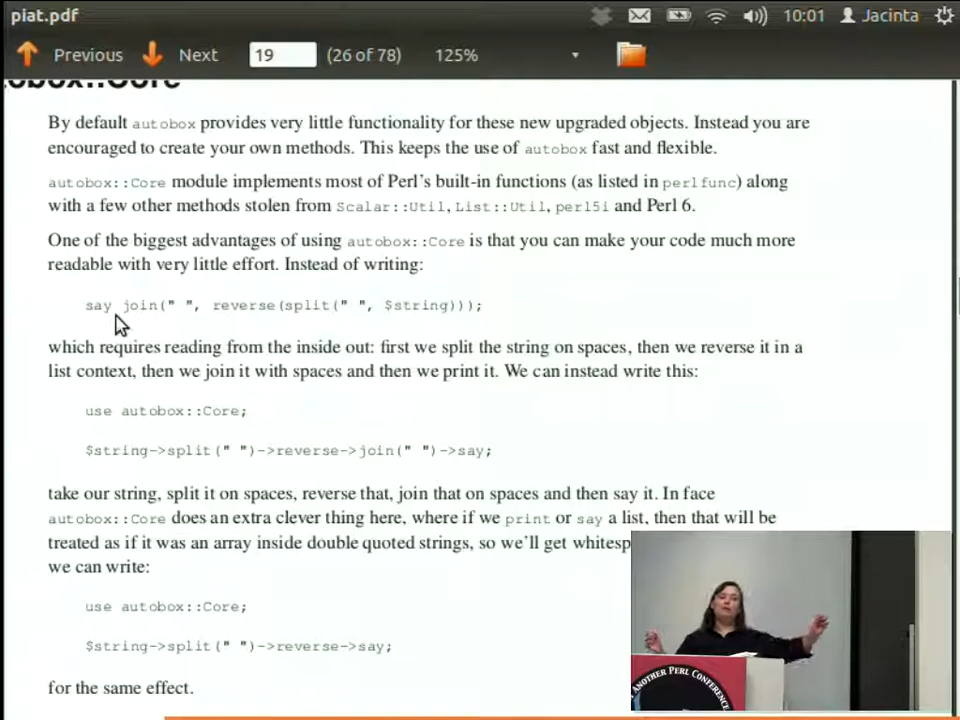 piat.pdf
10:01 Jacinta
Previous Next 19 (26 of 78) 125%
autobox::Core
By default autobox provides very little functionality for these new upgraded objects. Instead you are
encouraged to create your own methods. This keeps the use of autobox fast and flexible.
autobox::Core module implements most of Perl's built-in functions (as listed in perlfunc) along
with a few other methods stolen from Scalar::Util, List::Util, perl5i and Perl 6.
One of the biggest advantages of using autobox::Core is that you can make your code much more
readable with very little effort. Instead of writing:
say join(" ", reverse(split(" ", $string)));
which requires reading from the inside out: first we split the string on spaces, then we reverse it in a
list context, then we join it with spaces and then we print it. We can instead write this:
use autobox::Core;
$string->split(" ")->reverse->join(" ")->say;
take our string, split it on spaces, reverse that, join that on spaces and then say it. In face
autobox::Core does an extra clever thing here, where if we print or say a list, then that will be
treated as if it was an array inside double quoted strings, so we'll get whitesp
we can write:
use autobox::Core;
$string->split(" ")->reverse->say;
for the same effect.
ANOTHER PERL CONFERENCE